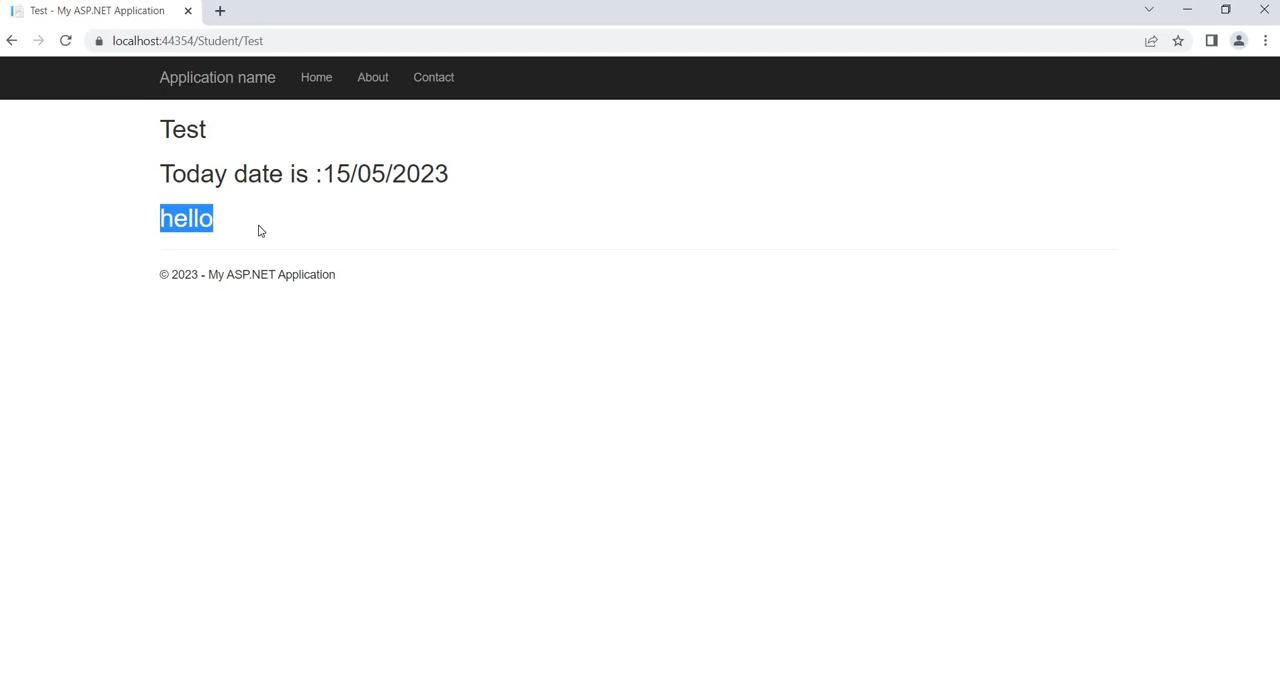 Test - My ASP.NET Application
localhost:44354/Student/Test
Application name Home About Contact
Test
Today date is :15/05/2023
hello
© 2023 - My ASP.NET Application